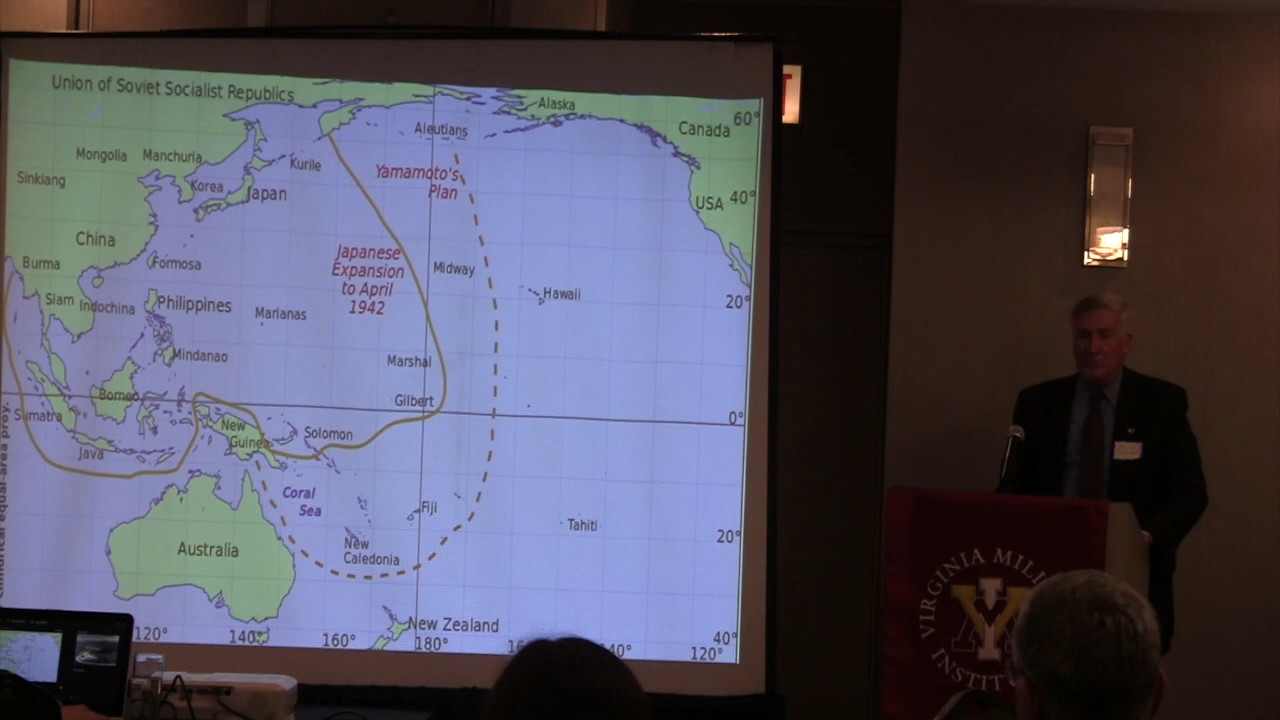 Union of Soviet Socialist Republics
Alaska
60°
Canada
Aleutians
Mongolia
Manchuria
Kurile
Yamamoto's
Plan
Sinkiang
Korea
Japan
USA
40°
China
Japanese
Expansion
to April
1942
Burma
Formosa
Midway
Hawaii
20°
Siam
Indochina
Philippines
Marianas
Mindanao
Marshal
Borneo
Gilbert
0°
Sumatra
New
Guinea
Solomon
Java
Coral
Sea
Fiji
Tahiti
20°
Australia
New
Caledonia
New Zealand
120°
140°
160°
180°
140°
120°
40°
equal-area proy.
VIRGINIA MILI
INSTIT